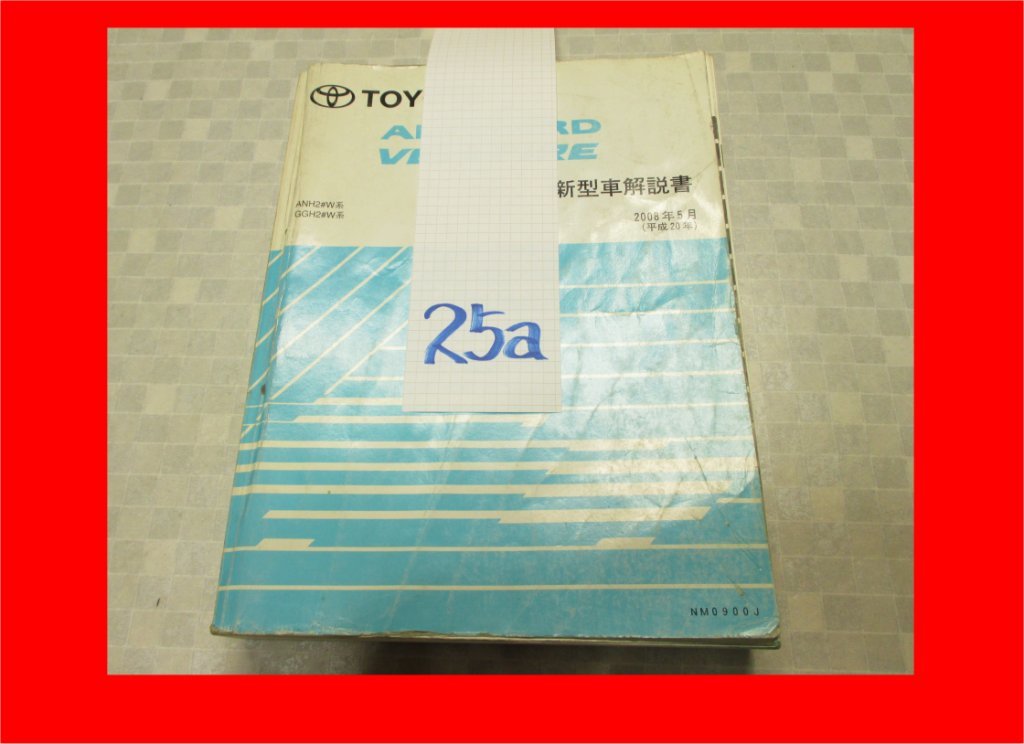 TOY
新型車解説書
ANH2#W系
GGH2#W系
2008年5月
(平成20年)
25a
NM0900J